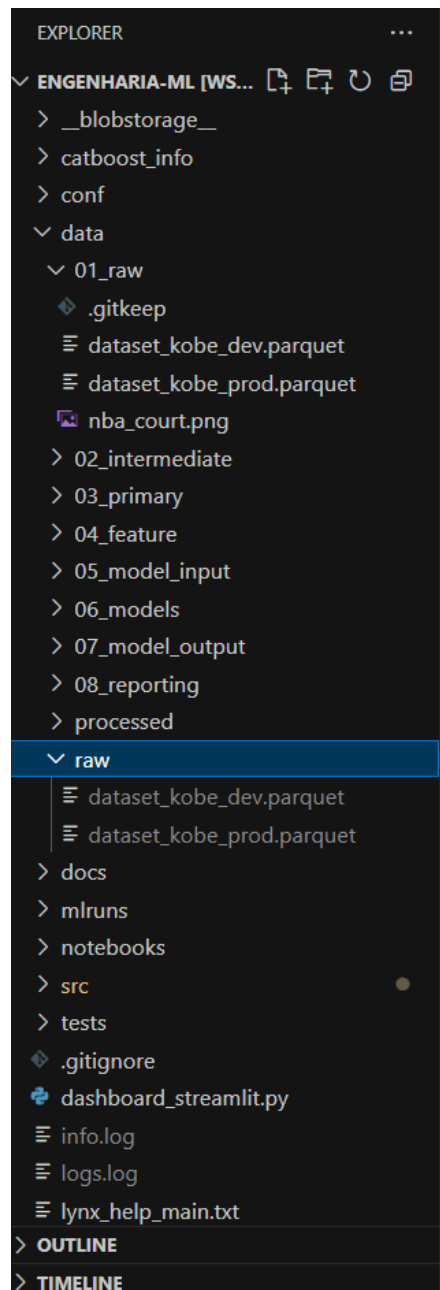 EXPLORER ...
ENGENHARIA-ML [WS...
__blobstorage__
catboost_info
conf
data
01_raw
.gitkeep
dataset_kobe_dev.parquet
dataset_kobe_prod.parquet
nba_court.png
02_intermediate
03_primary
04_feature
05_model_input
06_models
07_model_output
08_reporting
processed
raw
dataset_kobe_dev.parquet
dataset_kobe_prod.parquet
docs
mlruns
notebooks
src
tests
.gitignore
dashboard_streamlit.py
info.log
logs.log
lynx_help_main.txt
OUTLINE
TIMELINE